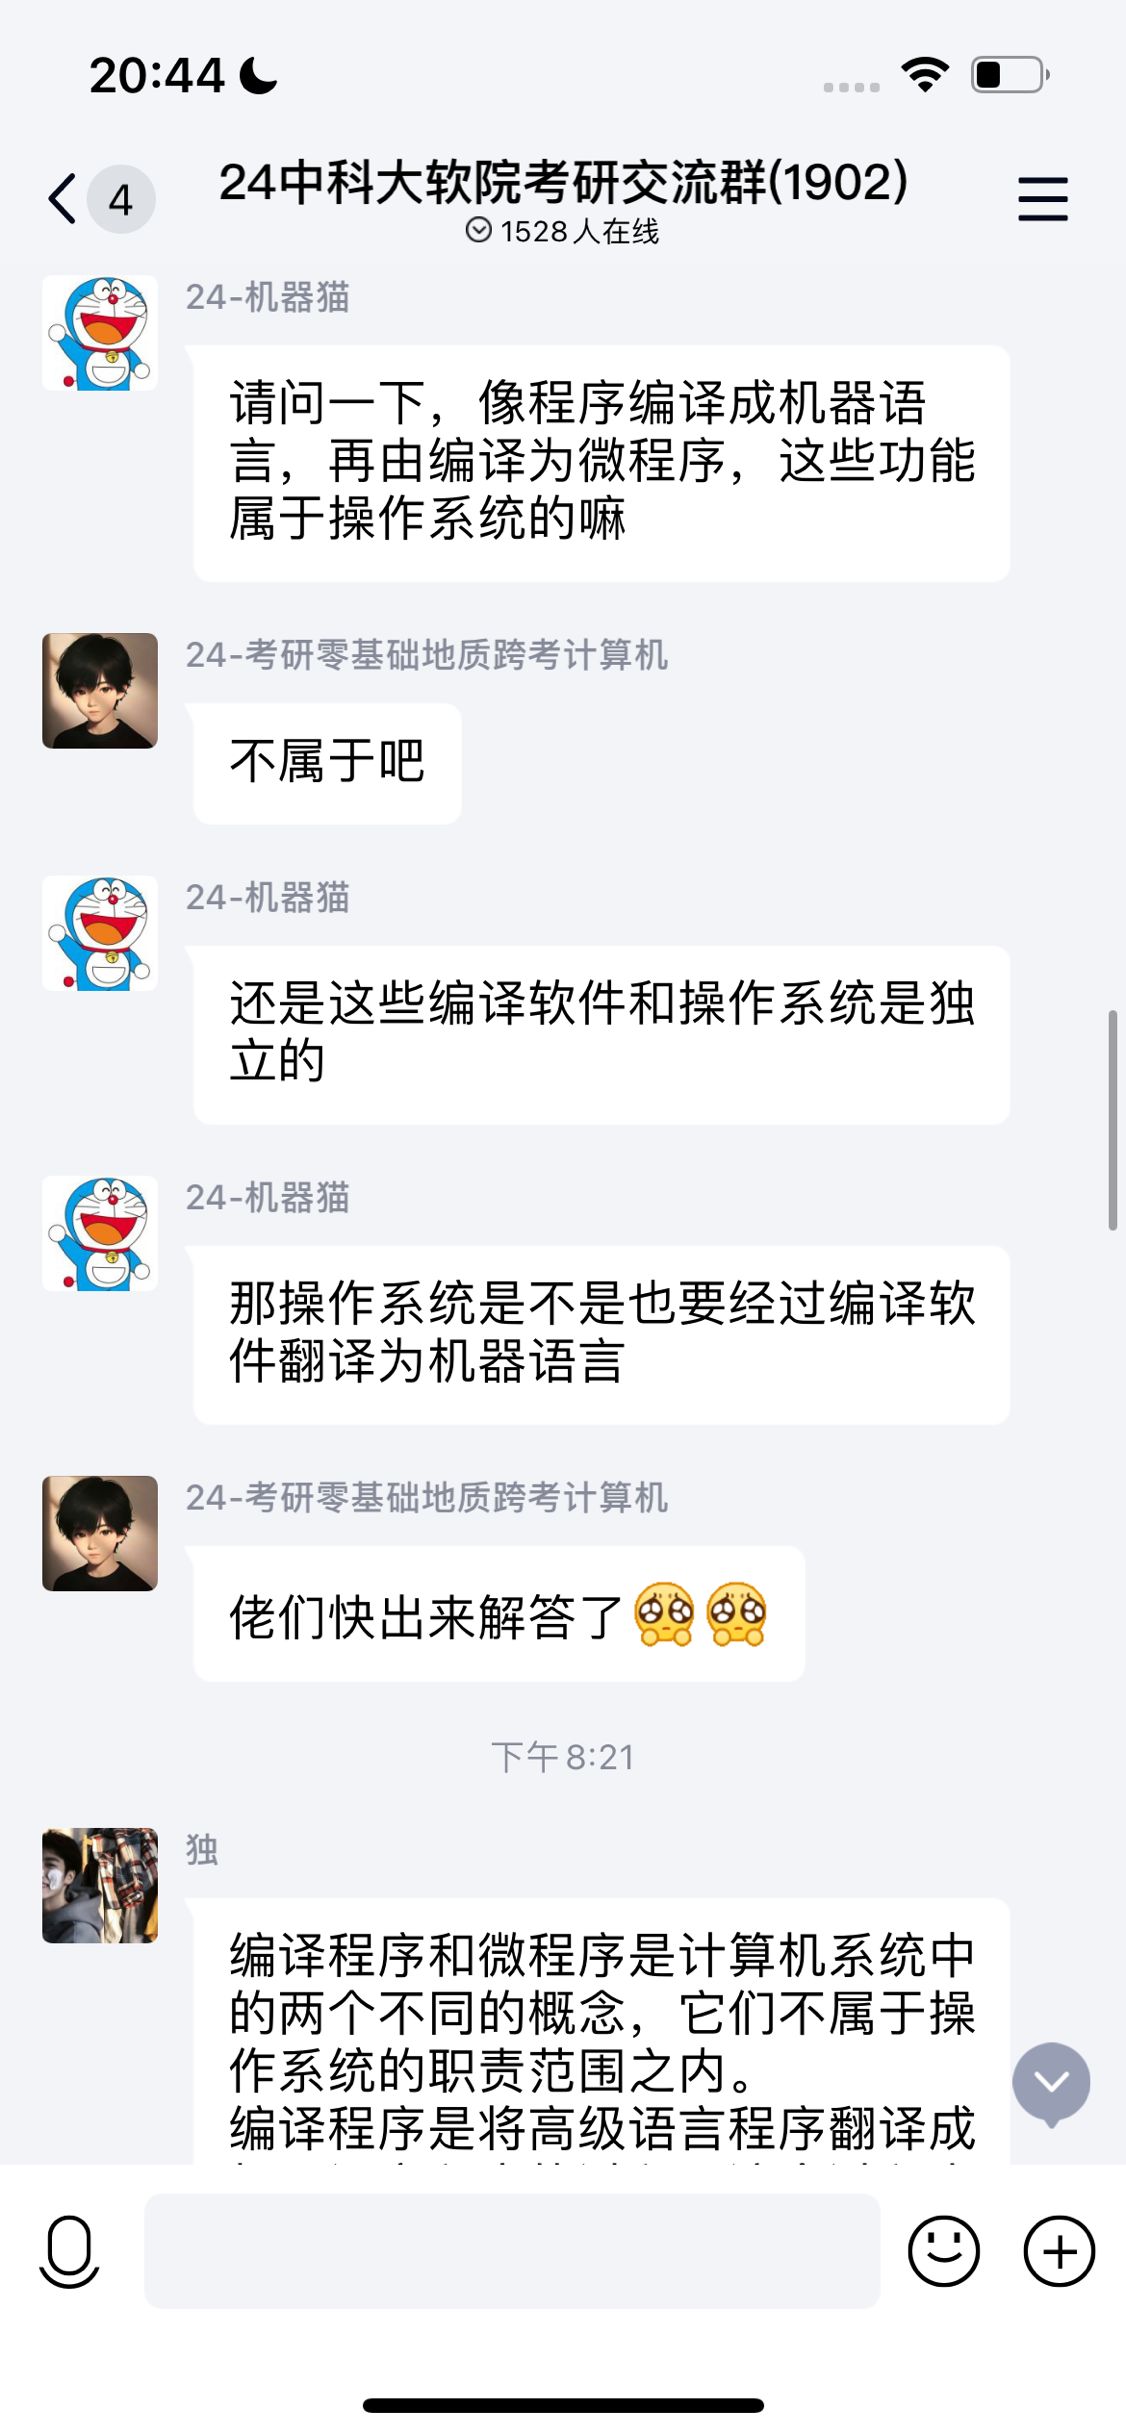 20:44
4
24中科大软院考研交流群(1902)
1528人在线
24-机器猫
请问一下，像程序编译成机器语
言，再由编译为微程序，这些功能
属于操作系统的嘛
24-考研零基础地质跨考计算机
不属于吧
24-机器猫
还是这些编译软件和操作系统是独
立的
24-机器猫
那操作系统是不是也要经过编译软
件翻译为机器语言
24-考研零基础地质跨考计算机
佬们快出来解答了
下午8:21
独
编译程序和微程序是计算机系统中
的两个不同的概念，它们不属于操
作系统的职责范围之内。
编译程序是将高级语言程序翻译成